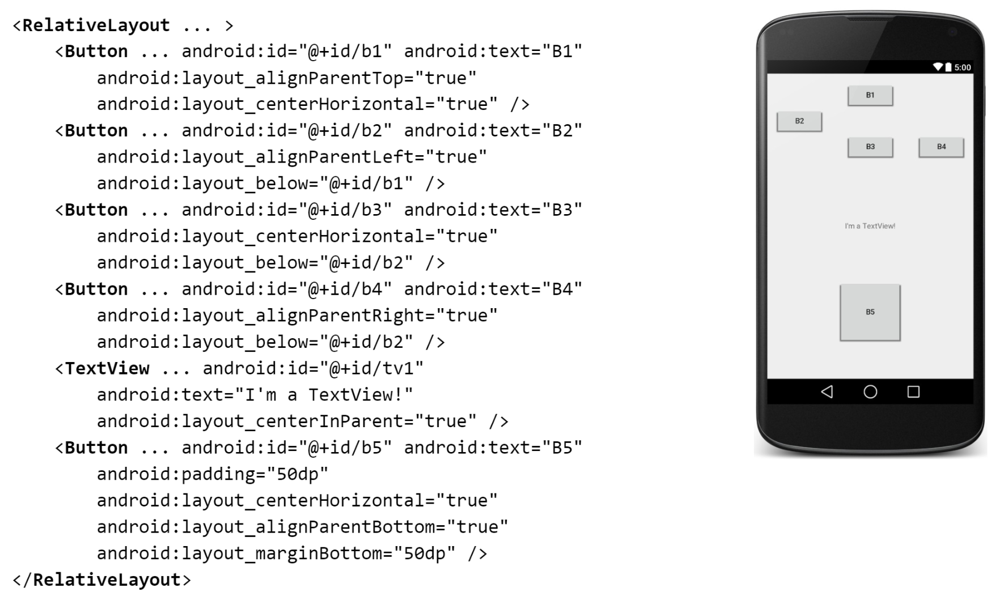 <RelativeLayout ... >
    <Button ... android:id="@+id/b1" android:text="B1"
        android:layout_alignParentTop="true"
        android:layout_centerHorizontal="true" />
    <Button ... android:id="@+id/b2" android:text="B2"
        android:layout_alignParentLeft="true"
        android:layout_below="@+id/b1" />
    <Button ... android:id="@+id/b3" android:text="B3"
        android:layout_centerHorizontal="true"
        android:layout_below="@+id/b2" />
    <Button ... android:id="@+id/b4" android:text="B4"
        android:layout_alignParentRight="true"
        android:layout_below="@+id/b2" />
    <TextView ... android:id="@+id/tv1"
        android:text="I'm a TextView!"
        android:layout_centerInParent="true" />
    <Button ... android:id="@+id/b5" android:text="B5"
        android:padding="50dp"
        android:layout_centerHorizontal="true"
        android:layout_alignParentBottom="true"
        android:layout_marginBottom="50dp" />
</RelativeLayout>
5:00
B1
B2
B3 B4
I'm a TextView!
B5